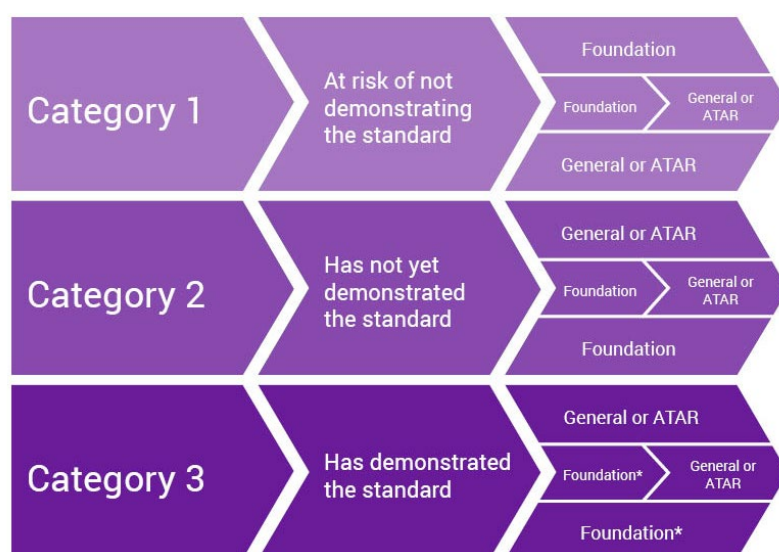 Category 1
At risk of not
demonstrating
the standard
Foundation
Foundation
General or
ATAR
General or ATAR
Category 2
Has not yet
demonstrated
the standard
General or ATAR
Foundation
General or
ATAR
Foundation
Category 3
Has demonstrated
the standard
General or ATAR
Foundation*
General or
ATAR
Foundation*